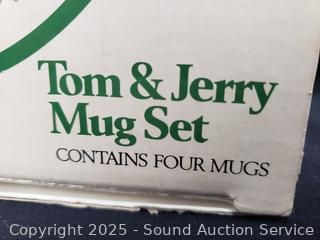 Tom & Jerry
Mug Set
CONTAINS FOUR MUGS
Copyright 2025 - Sound Auction Service